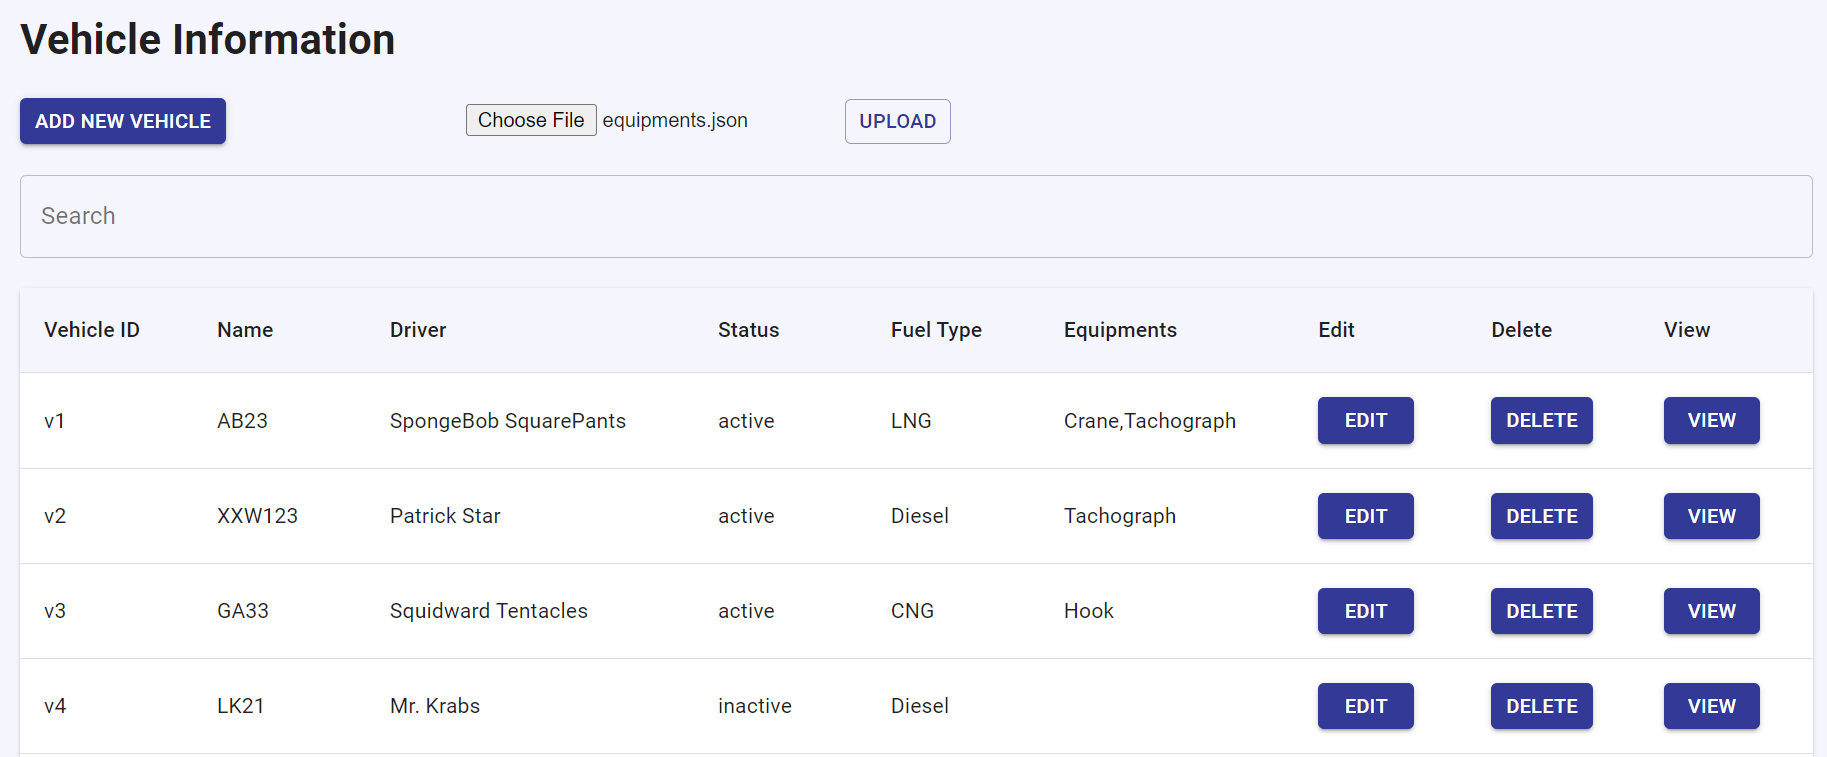 Vehicle Information
ADD NEW VEHICLE Choose File equipments.json UPLOAD
Search
Vehicle ID Name Driver Status Fuel Type Equipments Edit Delete View
v1 AB23 SpongeBob SquarePants active LNG Crane,Tachograph EDIT DELETE VIEW
v2 XXW123 Patrick Star active Diesel Tachograph EDIT DELETE VIEW
v3 GA33 Squidward Tentacles active CNG Hook EDIT DELETE VIEW
v4 LK21 Mr. Krabs inactive Diesel EDIT DELETE VIEW